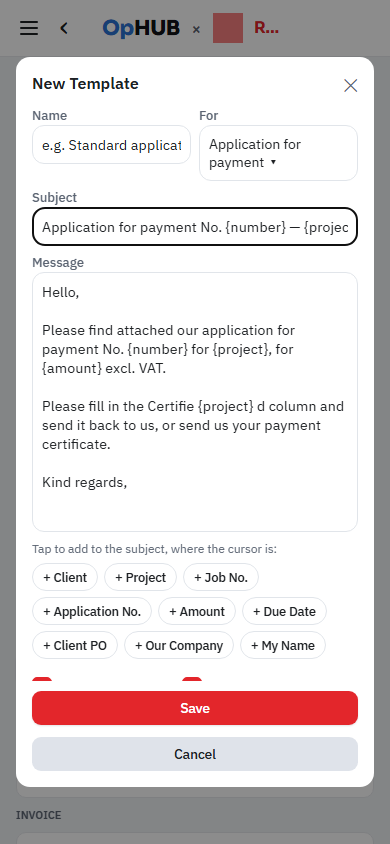 OpHUB × R...
New Template
Name
For
e.g. Standard applicat
Application for payment ▾
Subject
Application for payment No. {number} — {projec
Message
Hello,
Please find attached our application for
payment No. {number} for {project}, for
{amount} excl. VAT.
Please fill in the Certifie {project} d column and
send it back to us, or send us your payment
certificate.
Kind regards,
Tap to add to the subject, where the cursor is:
+ Client
+ Project
+ Job No.
+ Application No.
+ Amount
+ Due Date
+ Client PO
+ Our Company
+ My Name
Save
Cancel
INVOICE